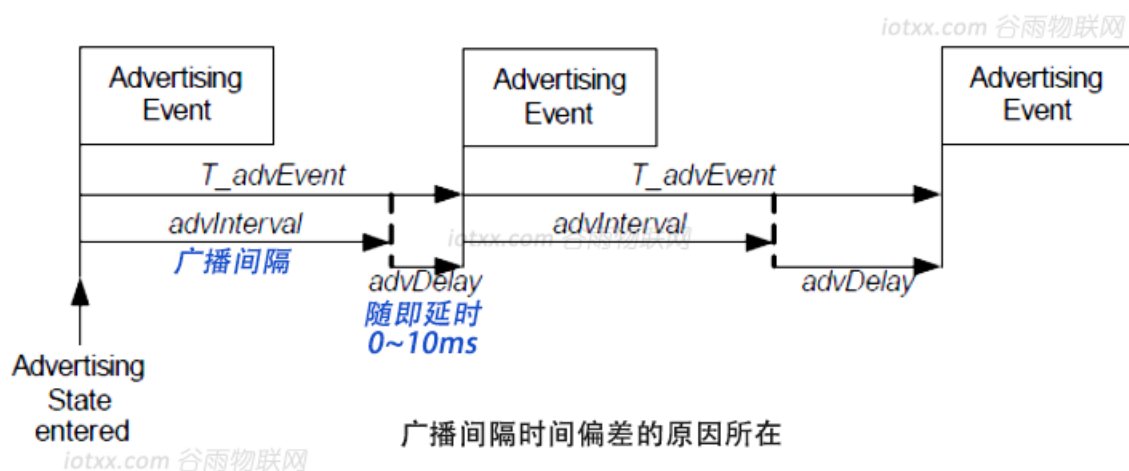 iotxx.com 谷雨物联网
Advertising
Event
Advertising
Event
Advertising
Event
T_advEvent
T_advEvent
advInterval
advInterval
广播间隔
iotxx.com 谷雨物联网
advDelay
advDelay
随即延时
0~10ms
Advertising
State
entered
广播间隔时间偏差的原因所在
iotxx.com 谷雨物联网